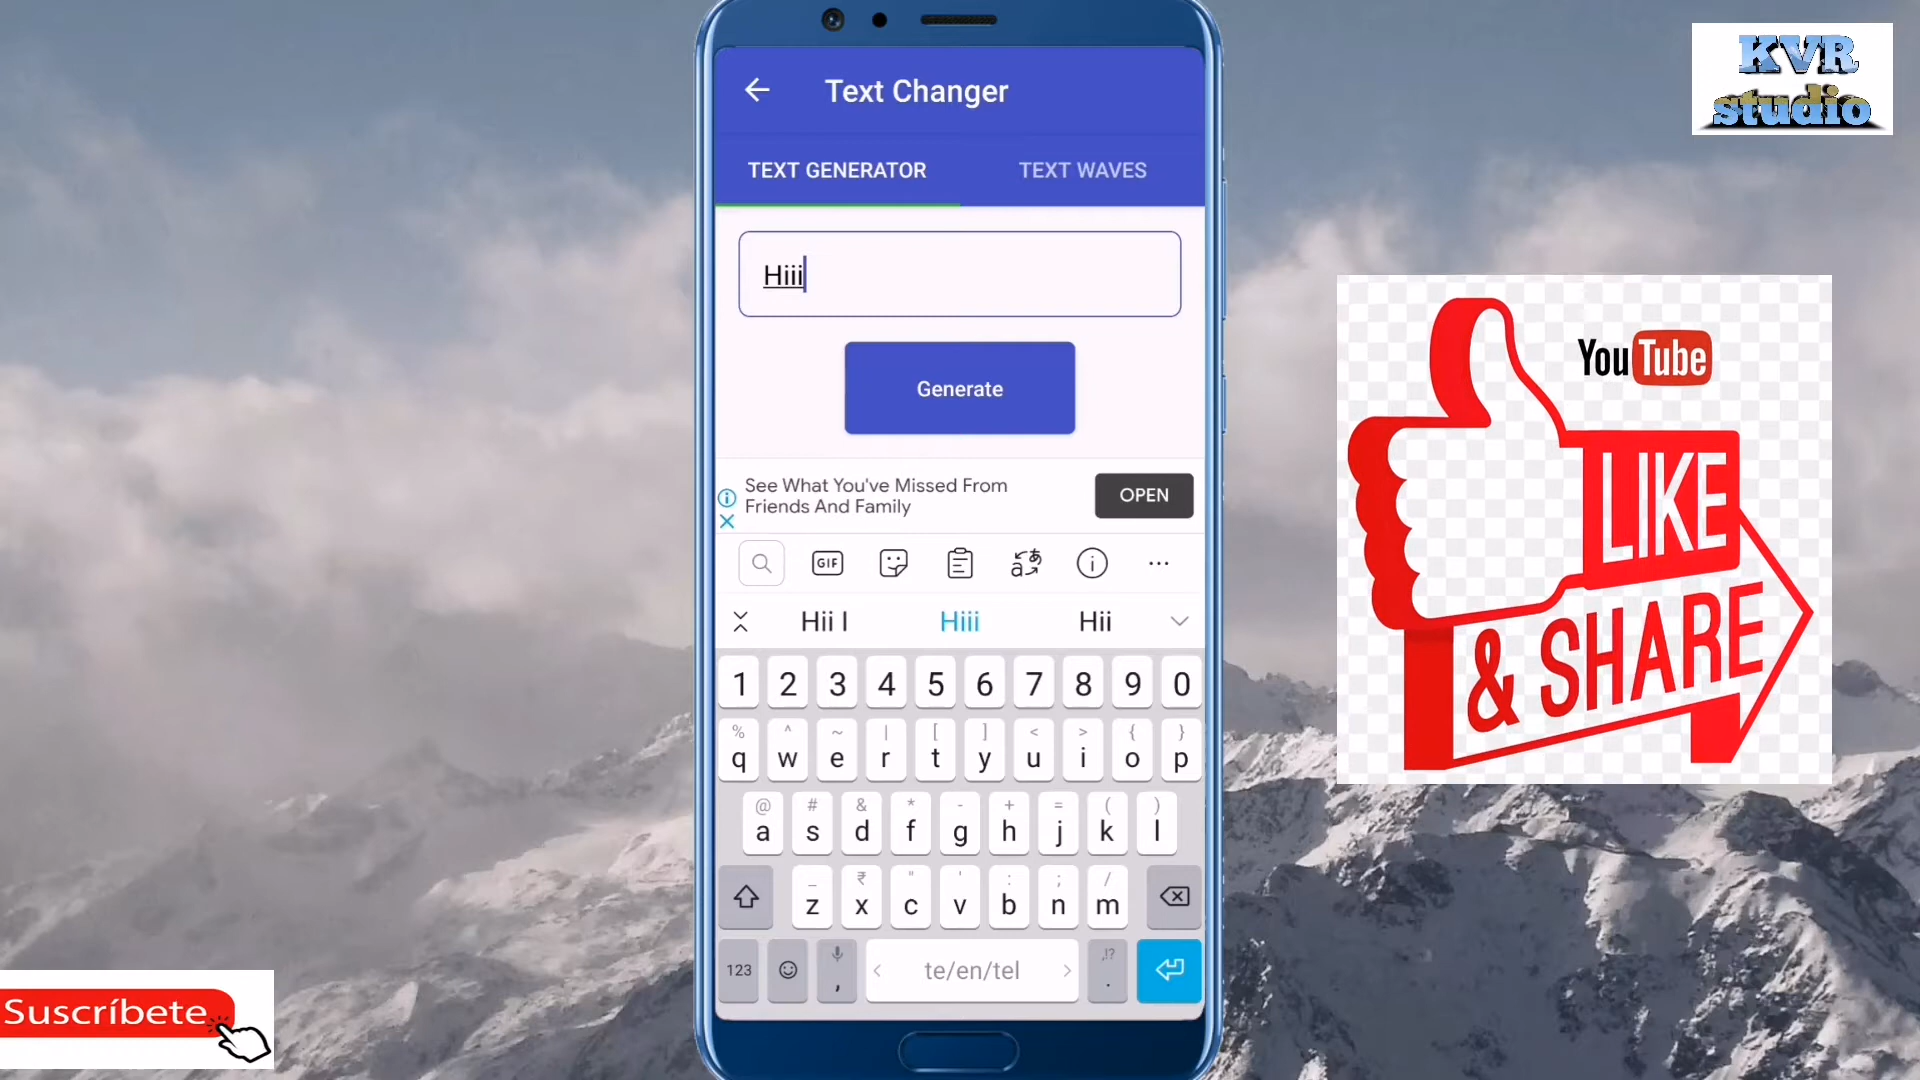 KVR
studio
Text Changer
TEXT GENERATOR
TEXT WAVES
Hiii
Generate
See What You've Missed From
Friends And Family
OPEN
GIF
Hii I
Hiii
Hii
1 2 3 4 5 6 7 8 9 0
% ^ ~ | [ ] < > { }
q w e r t y u i o p
@ # & * - + = ( )
a s d f g h j k l
_ ₹ " ' : ; /
z x c v b n m
123 , < te/en/tel > ,!? .
You Tube
LIKE
& SHARE
Suscríbete